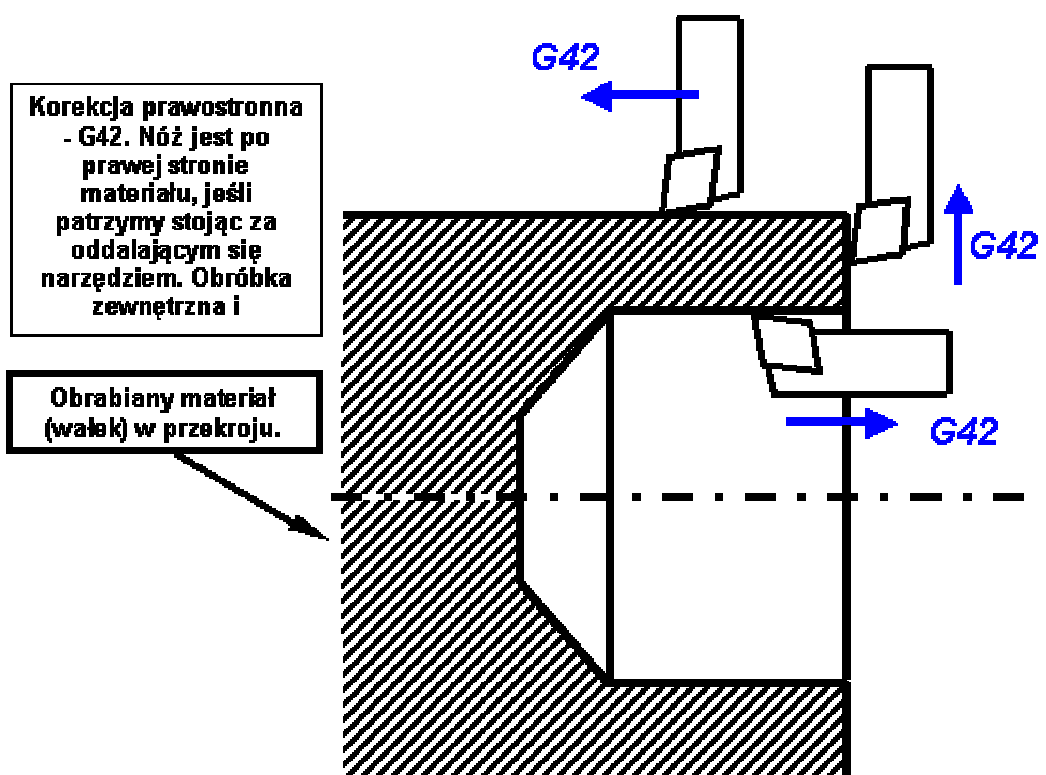 G42
Korekcja prawostronna
- G42. Nóż jest po
prawej stronie
materiału, jeśli
patrzymy stojąc za
oddalającym się
narzędziem. Obróbka
zewnętrzna i
G42
Obrabiany materiał
(wałek) w przekroju.
G42